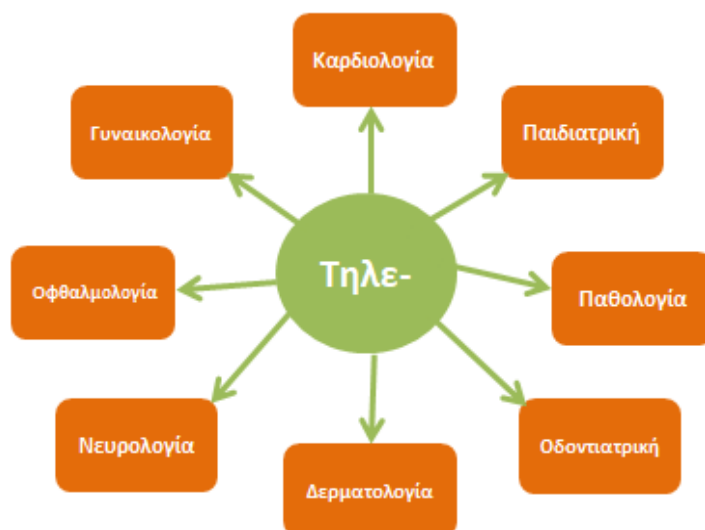 Καρδιολογία
Γυναικολογία
Παιδιατρική
Τηλε-
Οφθαλμολογία
Παθολογία
Νευρολογία
Οδοντιατρική
Δερματολογία